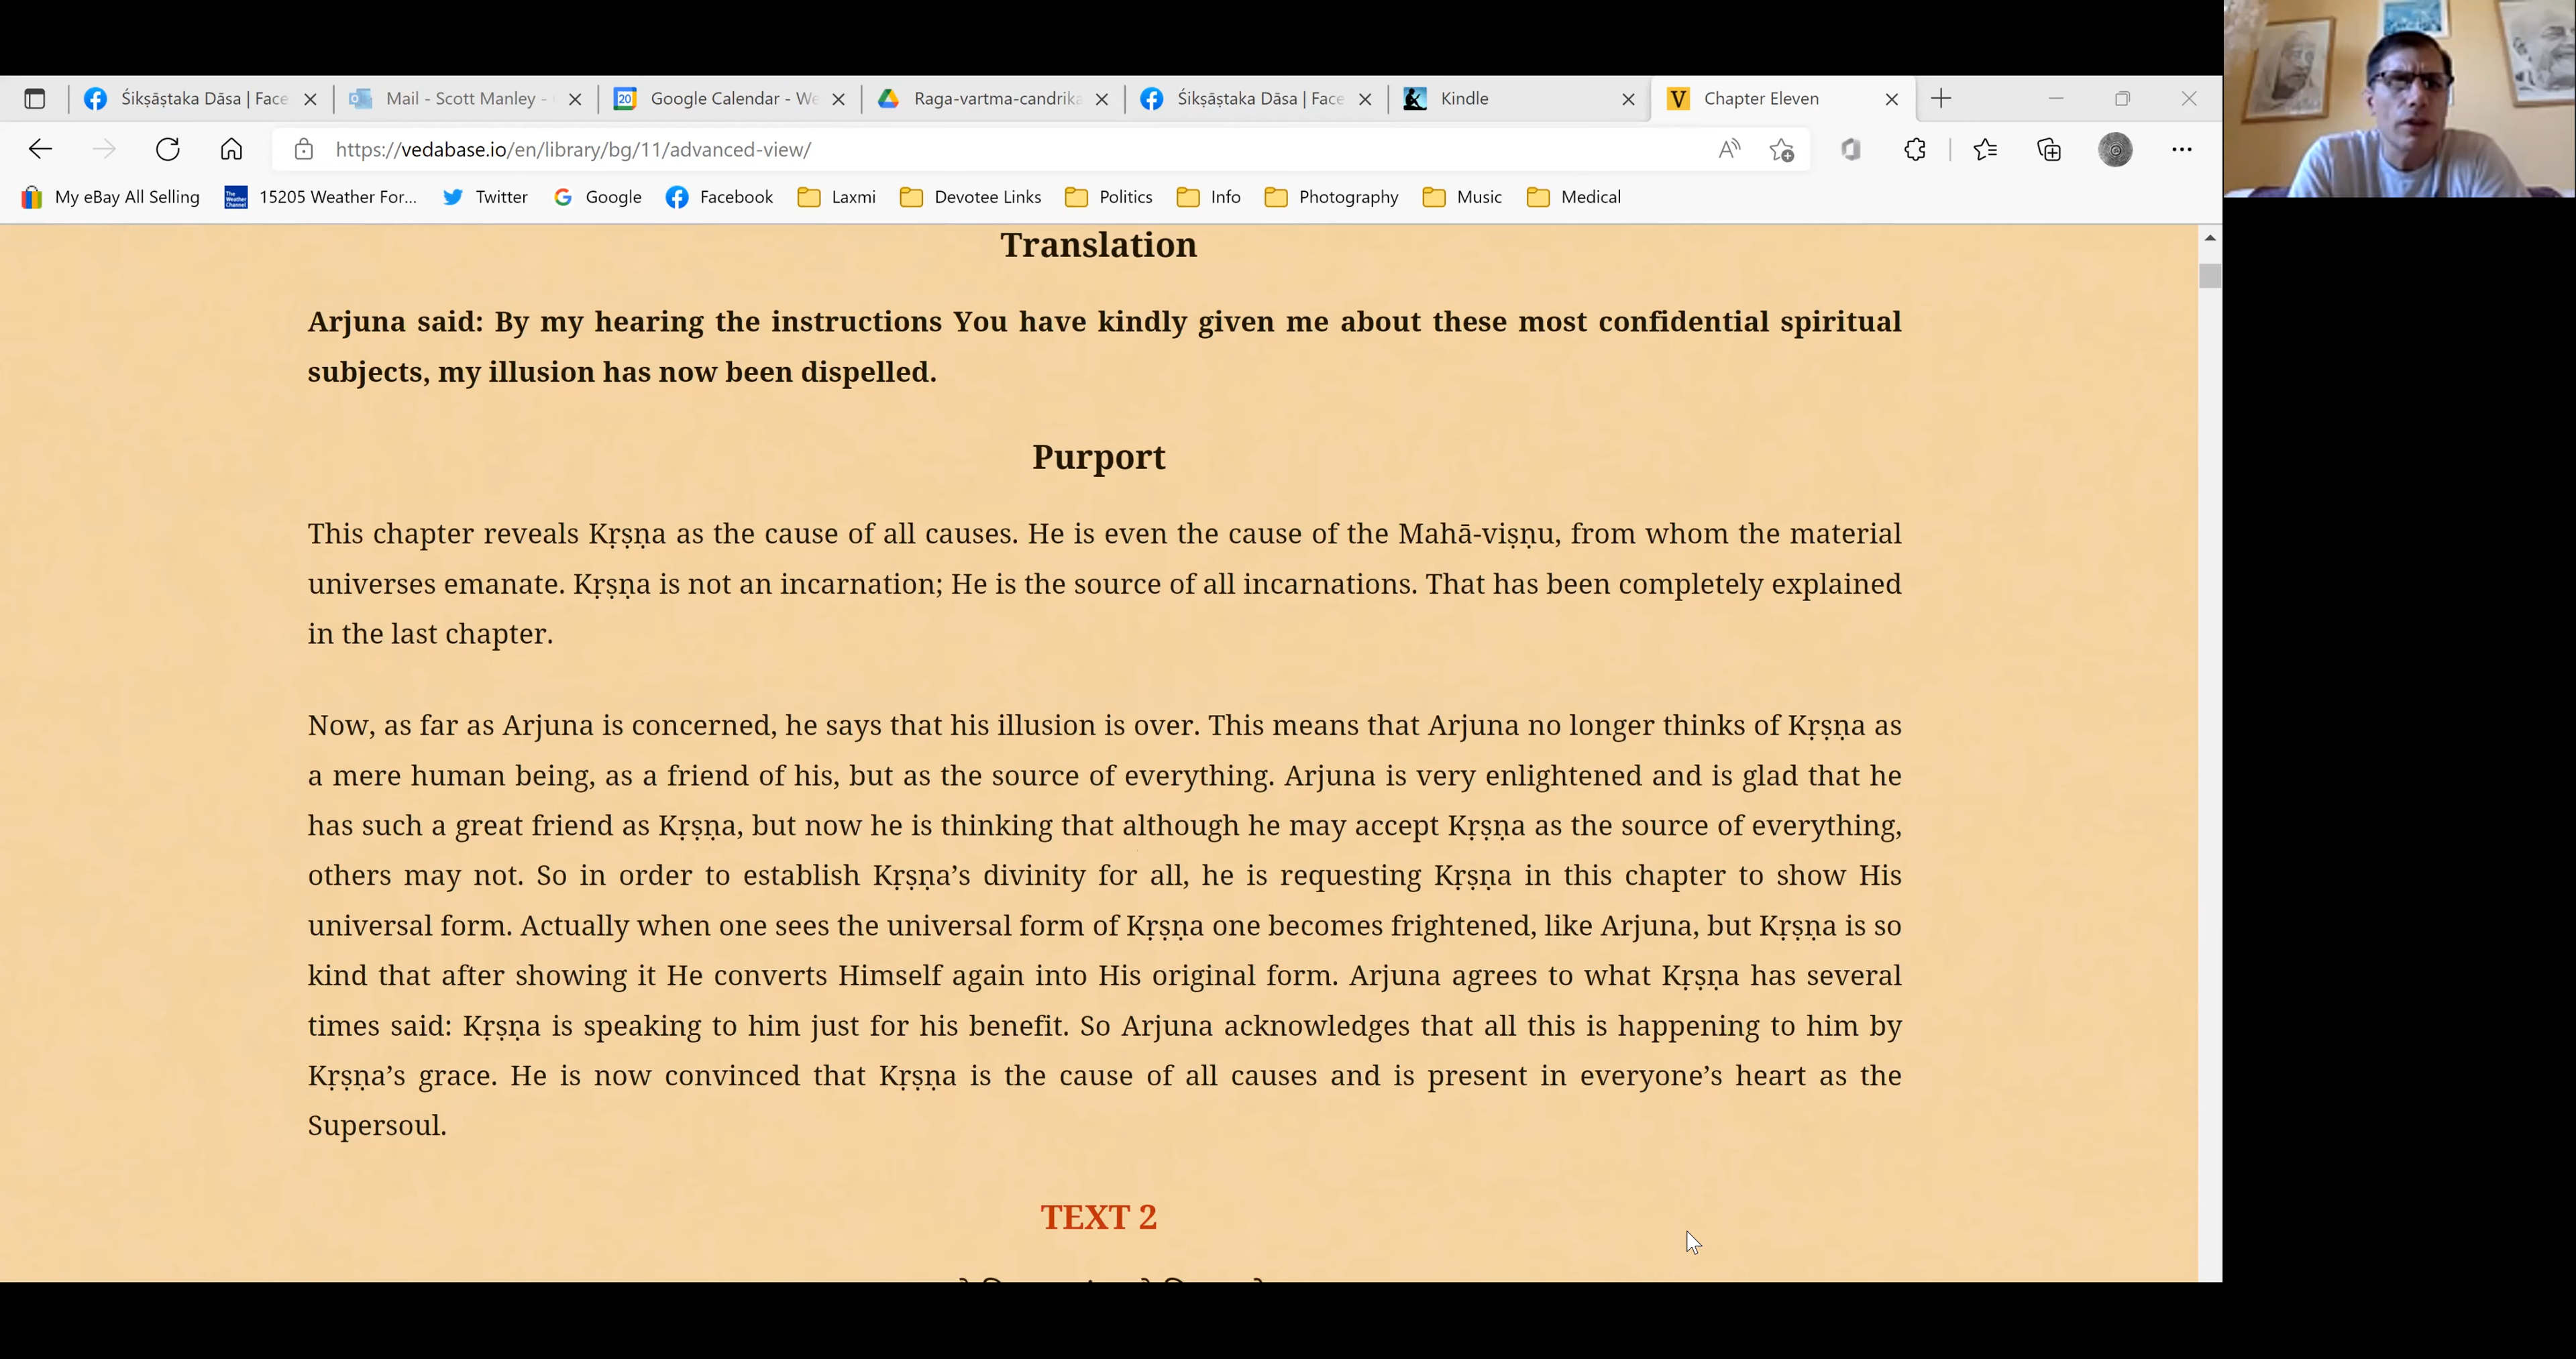 Śikṣāṣṭaka Dāsa | Face
Mail - Scott Manley -
20
Google Calendar - We
Raga-vartma-candrika
Śikṣāṣṭaka Dāsa | Face
Kindle
V
Chapter Eleven
https://vedabase.io/en/library/bg/11/advanced-view/
My eBay All Selling
15205 Weather For...
Twitter
Google
Facebook
Laxmi
Devotee Links
Politics
Info
Photography
Music
Medical
Translation
Arjuna said: By my hearing the instructions You have kindly given me about these most confidential spiritual
subjects, my illusion has now been dispelled.
Purport
This chapter reveals Kṛṣṇa as the cause of all causes. He is even the cause of the Mahā-viṣṇu, from whom the material
universes emanate. Kṛṣṇa is not an incarnation; He is the source of all incarnations. That has been completely explained
in the last chapter.
Now, as far as Arjuna is concerned, he says that his illusion is over. This means that Arjuna no longer thinks of Kṛṣṇa as
a mere human being, as a friend of his, but as the source of everything. Arjuna is very enlightened and is glad that he
has such a great friend as Kṛṣṇa, but now he is thinking that although he may accept Kṛṣṇa as the source of everything,
others may not. So in order to establish Kṛṣṇa’s divinity for all, he is requesting Kṛṣṇa in this chapter to show His
universal form. Actually when one sees the universal form of Kṛṣṇa one becomes frightened, like Arjuna, but Kṛṣṇa is so
kind that after showing it He converts Himself again into His original form. Arjuna agrees to what Kṛṣṇa has several
times said: Kṛṣṇa is speaking to him just for his benefit. So Arjuna acknowledges that all this is happening to him by
Kṛṣṇa’s grace. He is now convinced that Kṛṣṇa is the cause of all causes and is present in everyone’s heart as the
Supersoul.
TEXT 2